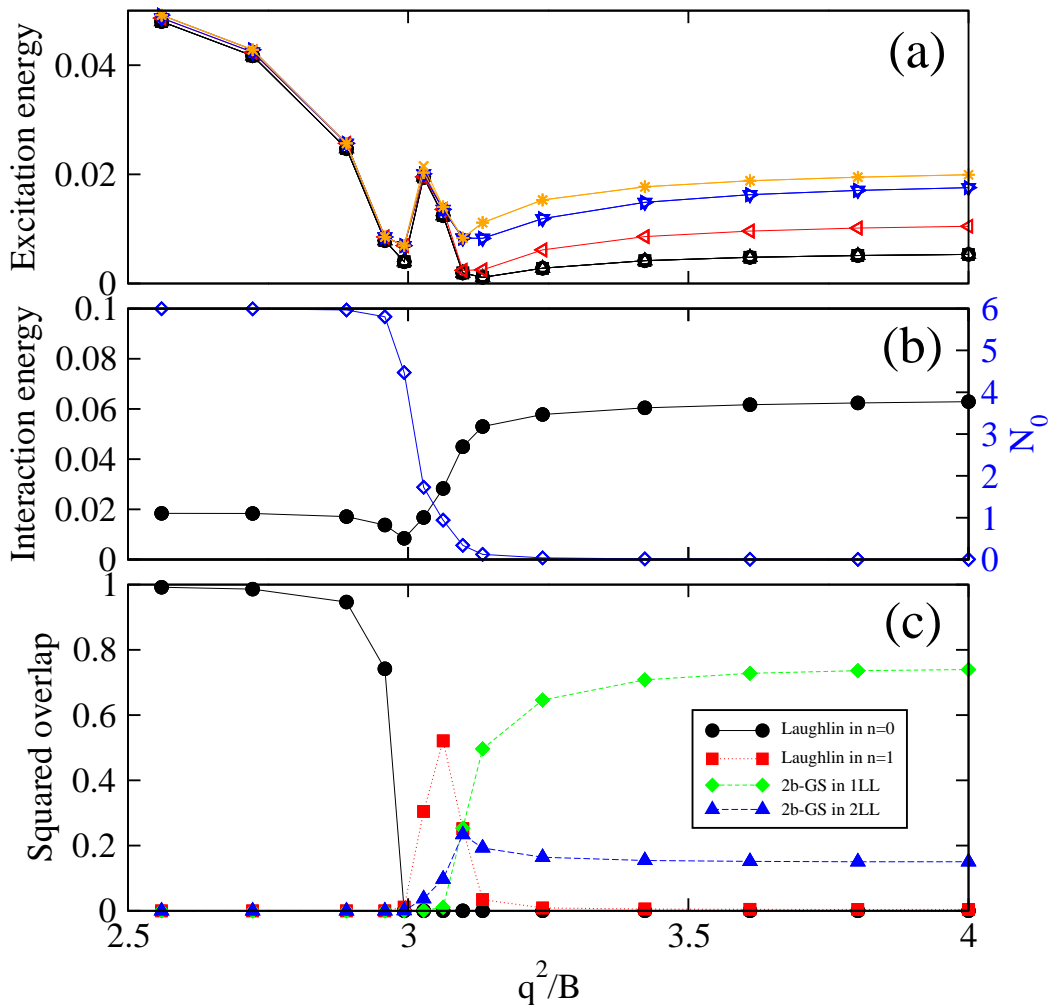 (a)
Excitation energy
0.04
0.02
0
(b)
Interaction energy
0.1
0.08
0.06
0.04
0.02
0
6
5
4
3
2
1
0
N_0
(c)
Squared overlap
1
0.8
0.6
0.4
0.2
0
Laughlin in n=0
Laughlin in n=1
2b-GS in 1LL
2b-GS in 2LL
2.5 3 3.5 4
q^2/B